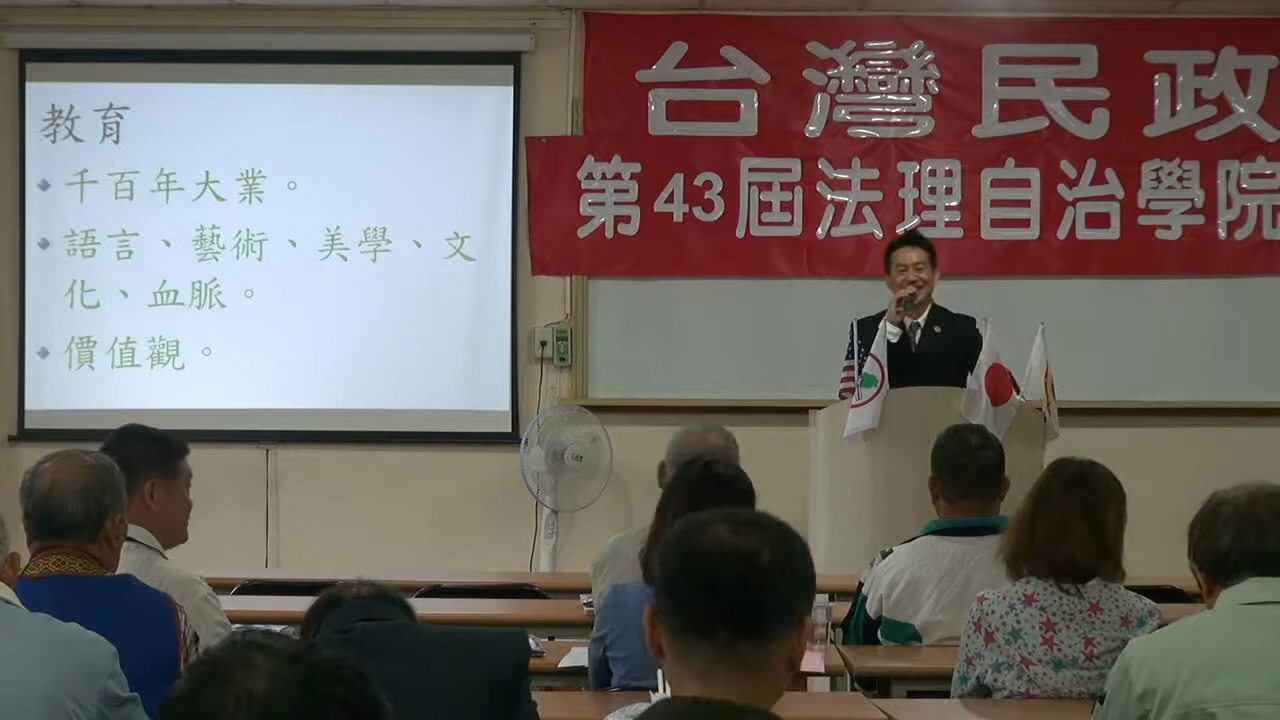 教育
千百年大業。
語言、藝術、美學、文
化、血脈。
價值觀。
台灣民政
第43屆法理自治學院